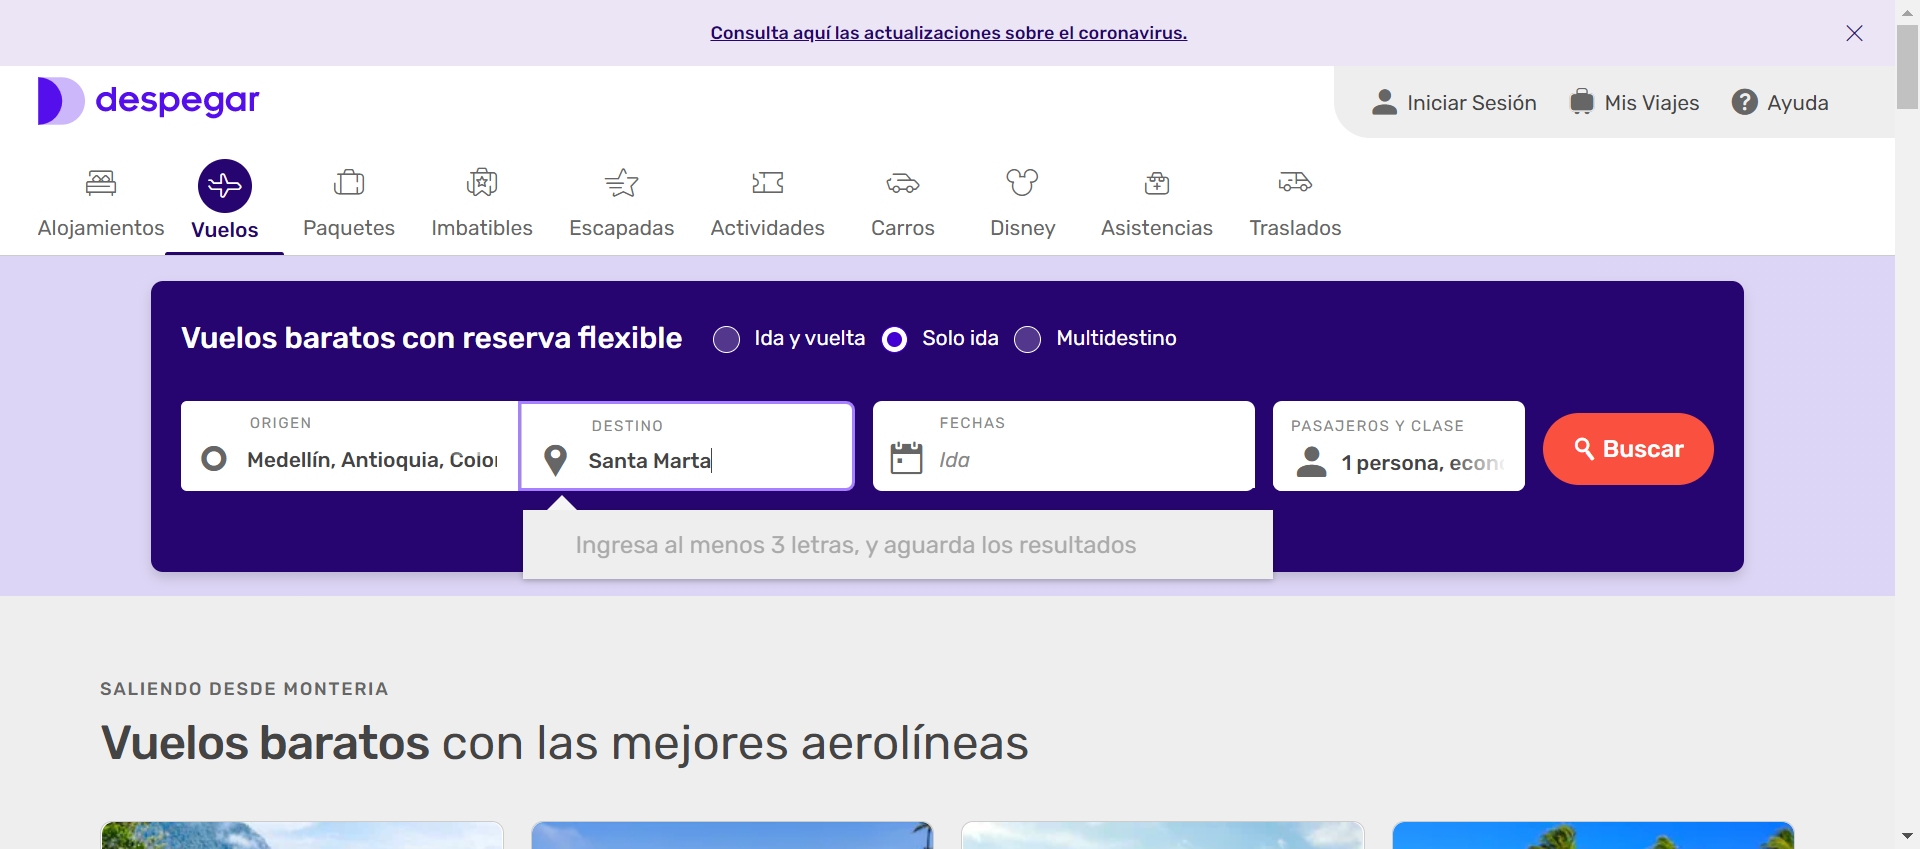 Consulta aquí las actualizaciones sobre el coronavirus.
despegar
Iniciar Sesión
Mis Viajes
? Ayuda
Alojamientos
Vuelos
Paquetes
Imbatibles
Escapadas
Actividades
Carros
Disney
Asistencias
Traslados
Vuelos baratos con reserva flexible
Ida y vuelta
Solo ida
Multidestino
ORIGEN
Medellín, Antioquia, Colo
DESTINO
Santa Marta
FECHAS
Ida
PASAJEROS Y CLASE
1 persona, econ
Buscar
Ingresa al menos 3 letras, y aguarda los resultados
SALIENDO DESDE MONTERIA
Vuelos baratos con las mejores aerolíneas